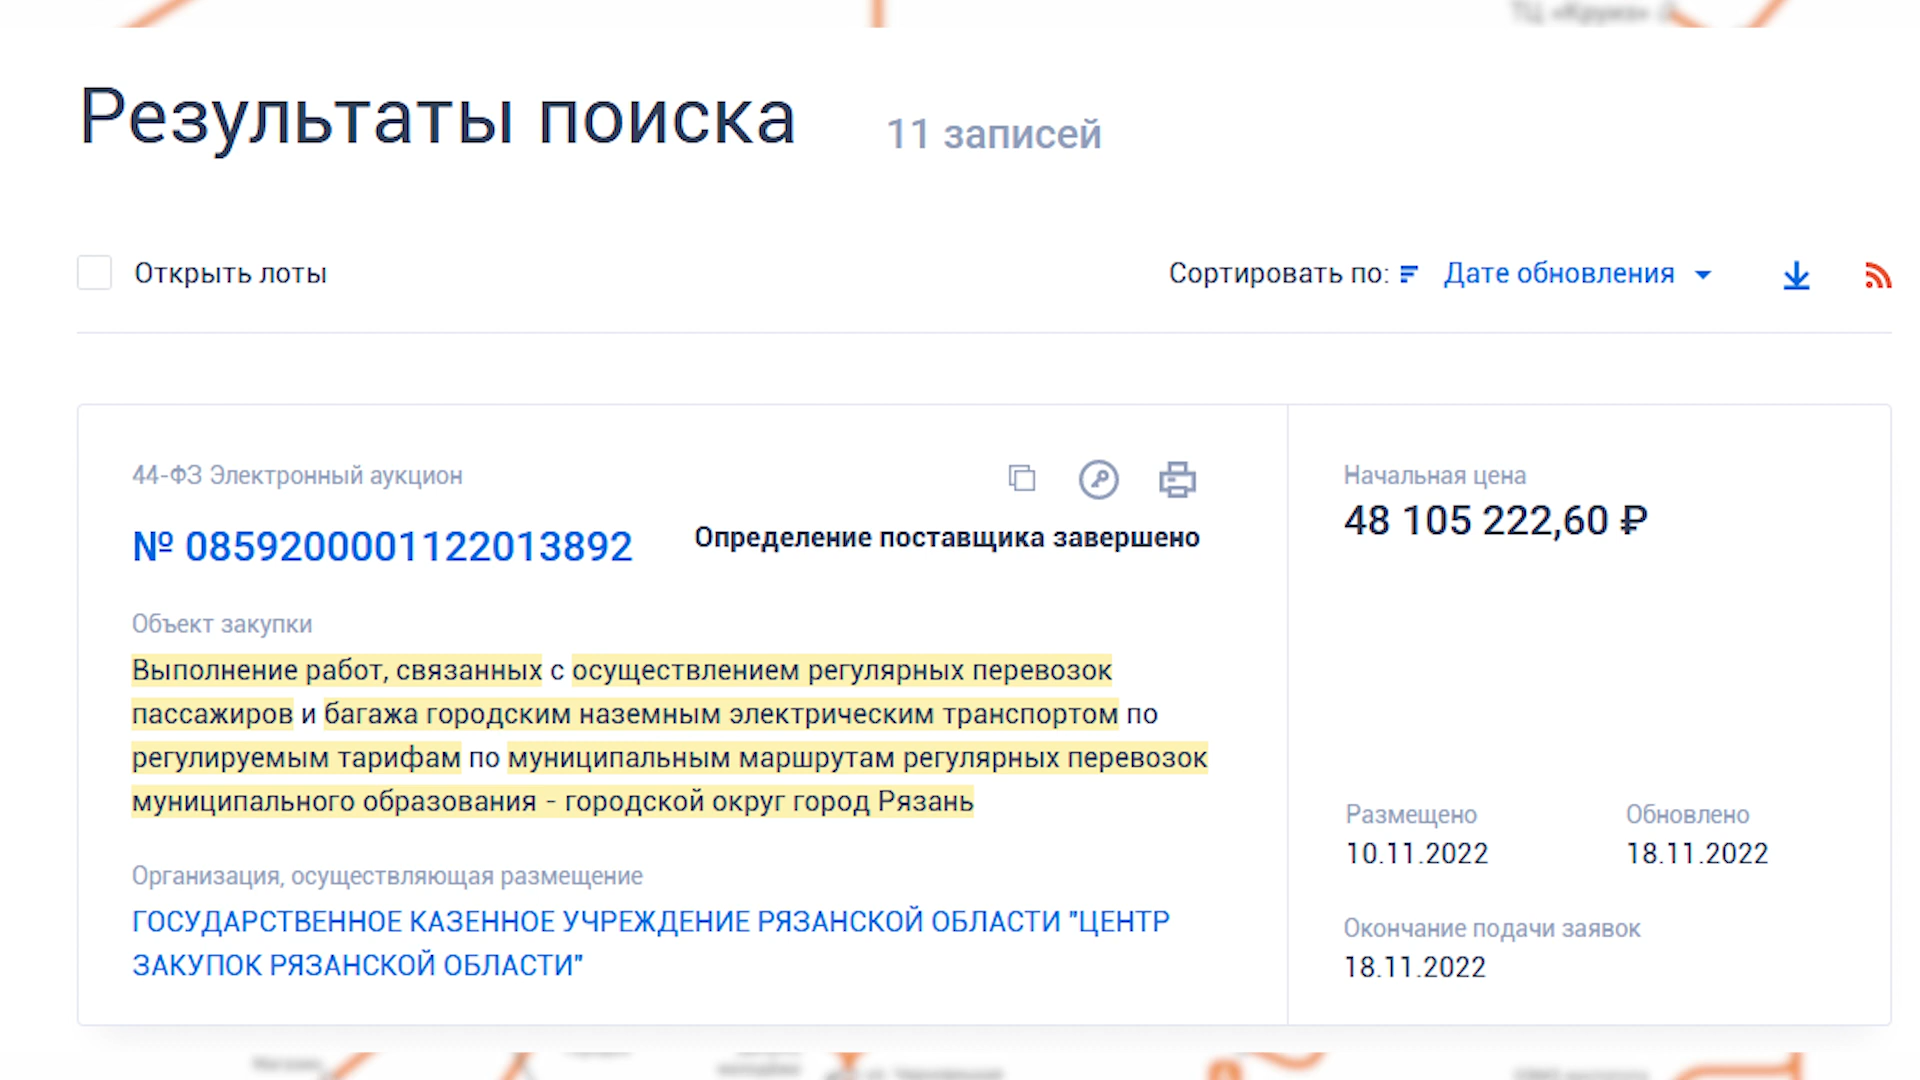 ТЦ «Круиз»
Результаты поиска 11 записей
Открыть лоты
Сортировать по: Дате обновления
44-ФЗ Электронный аукцион
№ 0859200001122013892
Определение поставщика завершено
Объект закупки
Выполнение работ, связанных с осуществлением регулярных перевозок
пассажиров и багажа городским наземным электрическим транспортом по
регулируемым тарифам по муниципальным маршрутам регулярных перевозок
муниципального образования - городской округ город Рязань
Организация, осуществляющая размещение
ГОСУДАРСТВЕННОЕ КАЗЕННОЕ УЧРЕЖДЕНИЕ РЯЗАНСКОЙ ОБЛАСТИ "ЦЕНТР
ЗАКУПОК РЯЗАНСКОЙ ОБЛАСТИ"
Начальная цена
48 105 222,60 ₽
Размещено Обновлено
10.11.2022 18.11.2022
Окончание подачи заявок
18.11.2022